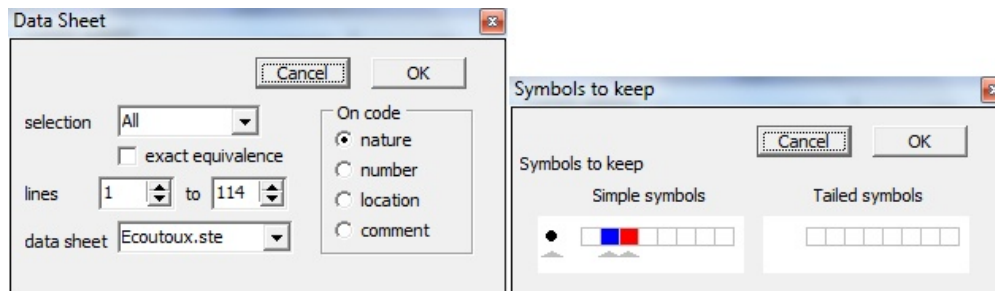 Data Sheet
Cancel OK
selection All
exact equivalence
lines 1 to 114
data sheet Ecoutoux.ste
On code
nature
number
location
comment
Symbols to keep
Cancel OK
Symbols to keep
Simple symbols Tailed symbols